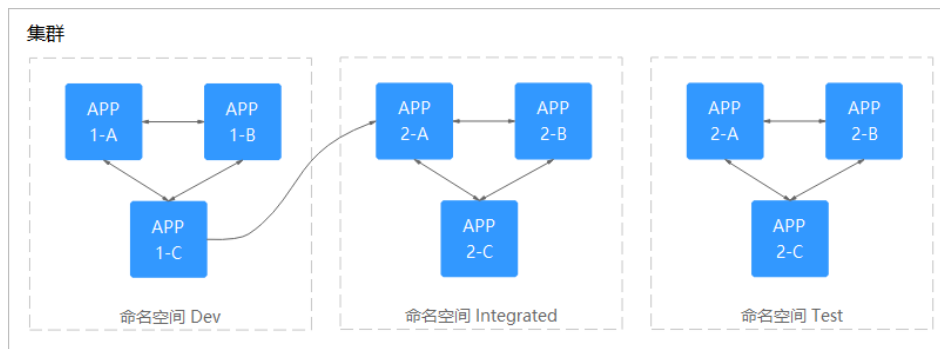 集群
APP
1-A
APP
1-B
APP
1-C
命名空间 Dev
APP
2-A
APP
2-B
APP
2-C
命名空间 Integrated
APP
2-A
APP
2-B
APP
2-C
命名空间 Test